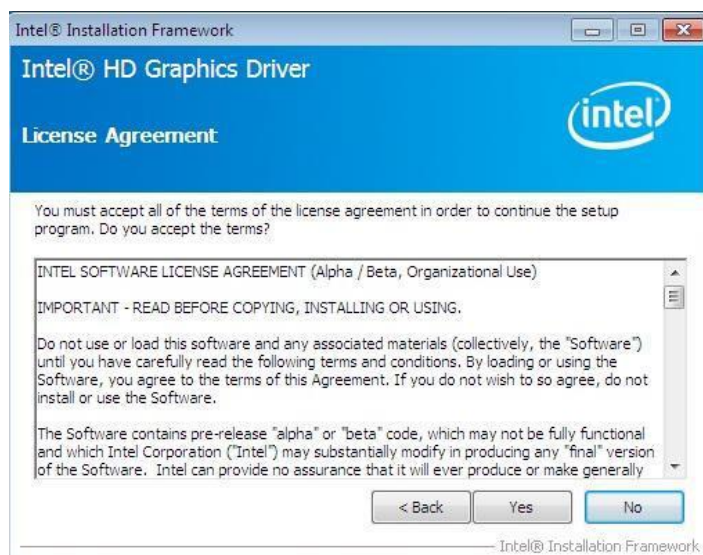 Intel® Installation Framework
Intel® HD Graphics Driver
intel
License Agreement
You must accept all of the terms of the license agreement in order to continue the setup
program. Do you accept the terms?
INTEL SOFTWARE LICENSE AGREEMENT (Alpha / Beta, Organizational Use)
IMPORTANT - READ BEFORE COPYING, INSTALLING OR USING.
Do not use or load this software and any associated materials (collectively, the "Software")
until you have carefully read the following terms and conditions. By loading or using the
Software, you agree to the terms of this Agreement. If you do not wish to so agree, do not
install or use the Software.
The Software contains pre-release "alpha" or "beta" code, which may not be fully functional
and which Intel Corporation ("Intel") may substantially modify in producing any "final" version
of the Software.  Intel can provide no assurance that it will ever produce or make generally
< Back Yes No
Intel® Installation Framework